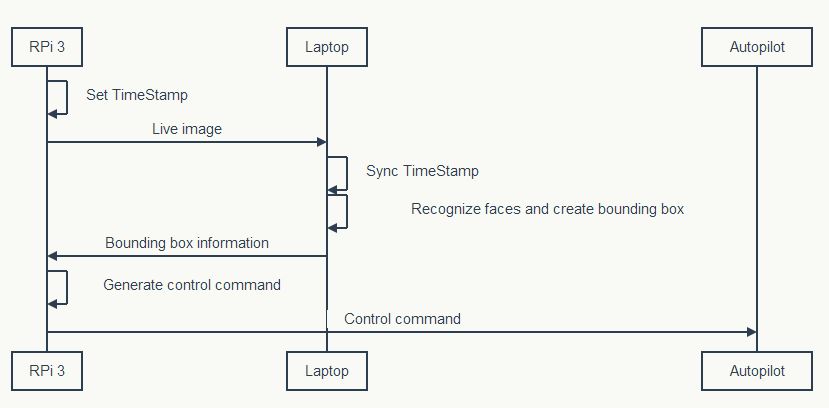 RPi 3
Laptop
Autopilot
Set TimeStamp
Live image
Sync TimeStamp
Recognize faces and create bounding box
Bounding box information
Generate control command
Control command
RPi 3
Laptop
Autopilot